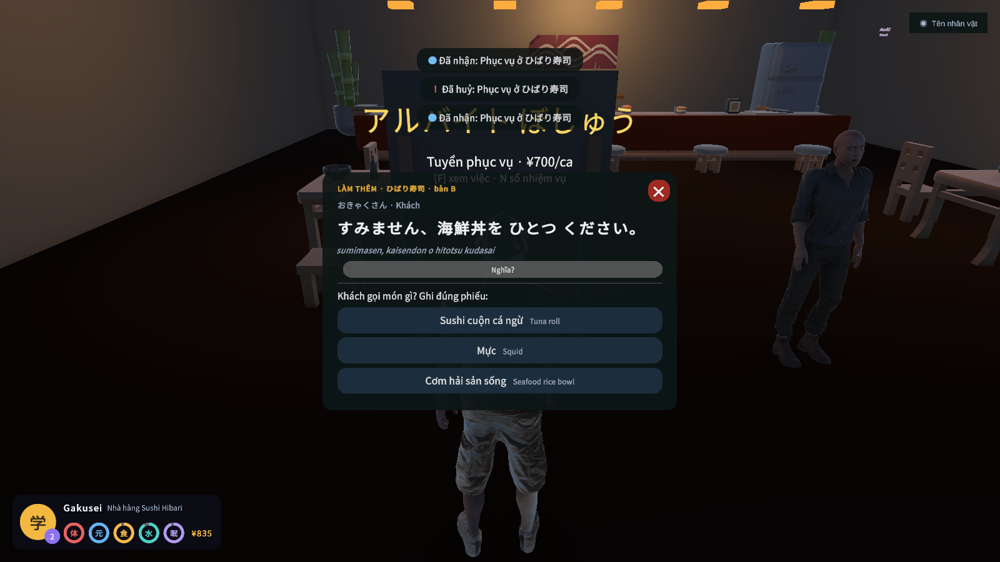 Tên nhân vật
Aoki
Staff
Đã nhận: Phục vụ ở ひばり寿司
! Đã huỷ: Phục vụ ở ひばり寿司
Đã nhận: Phục vụ ở ひばり寿司
アルバイト ぼしゅう
Tuyển phục vụ · ¥700/ca
[F] xem việc · N sổ nhiệm vụ
LÀM THÊM · ひばり寿司 · bàn B
おきゃくさん · Khách
すみません、海鮮丼を ひとつ ください。
sumimasen, kaisendon o hitotsu kudasai
Nghĩa?
Khách gọi món gì? Ghi đúng phiếu:
Sushi cuộn cá ngừ Tuna roll
Mực Squid
Cơm hải sản sống Seafood rice bowl
学
2
Gakusei Nhà hàng Sushi Hibari
体 元 食 水 眠 ¥835